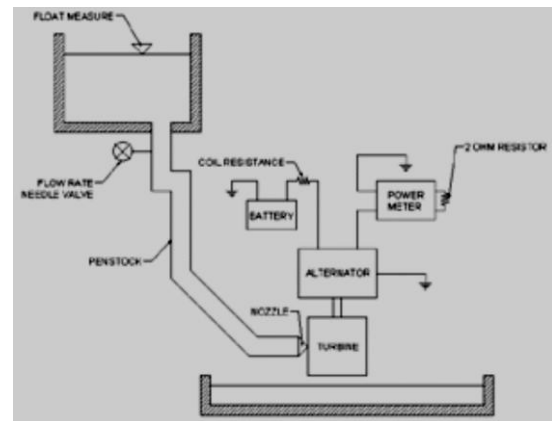 FLOAT MEASURE
FLOW RATE
NEEDLE VALVE
COIL RESISTANCE
2 OHM RESISTOR
BATTERY
POWER
METER
PENSTOCK
ALTERNATOR
NOZZLE
TURBINE